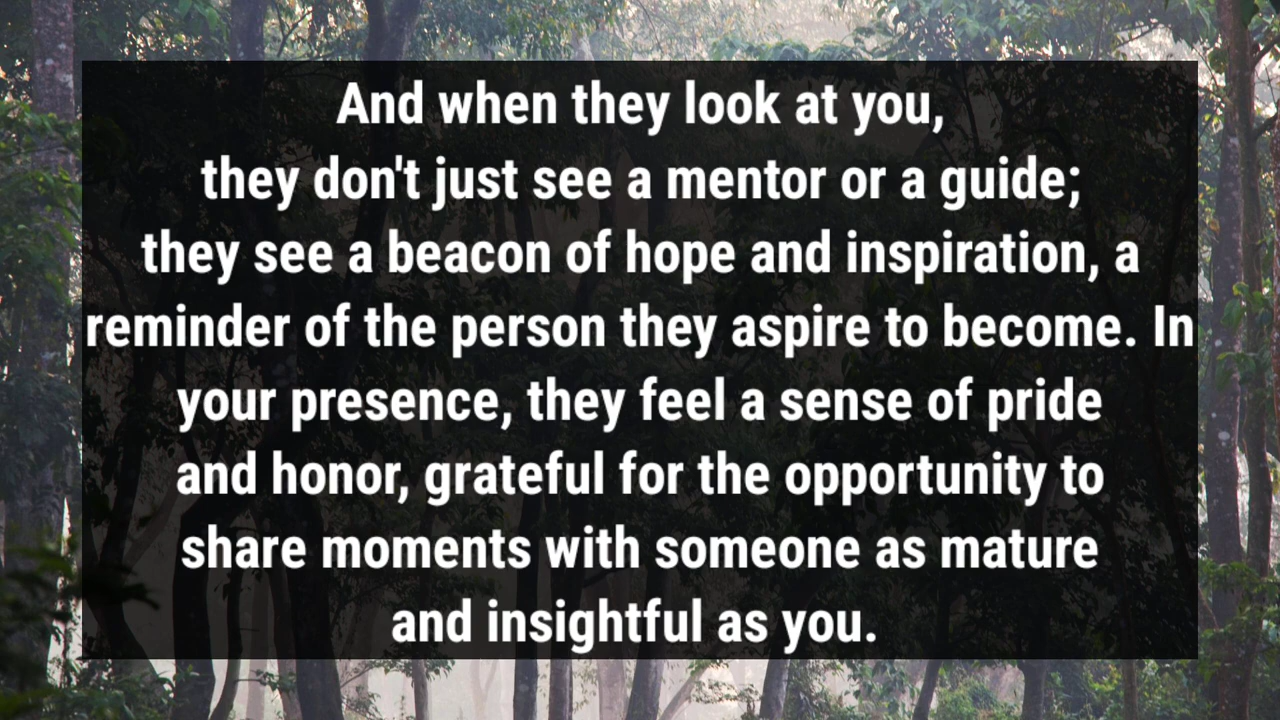 And when they look at you,
they don't just see a mentor or a guide;
they see a beacon of hope and inspiration, a
reminder of the person they aspire to become. In
your presence, they feel a sense of pride
and honor, grateful for the opportunity to
share moments with someone as mature
and insightful as you.